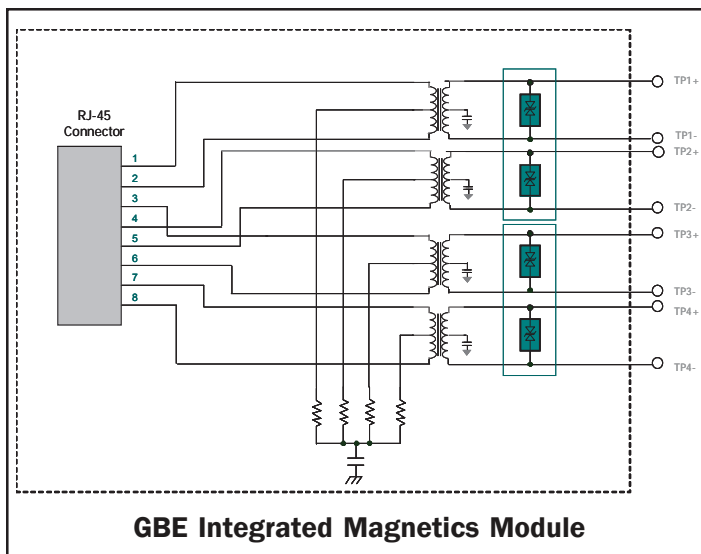 RJ-45
Connector
1
2
3
4
5
6
7
8
TP1+
TP1-
TP2+
TP2-
TP3+
TP3-
TP4+
TP4-
GBE Integrated Magnetics Module